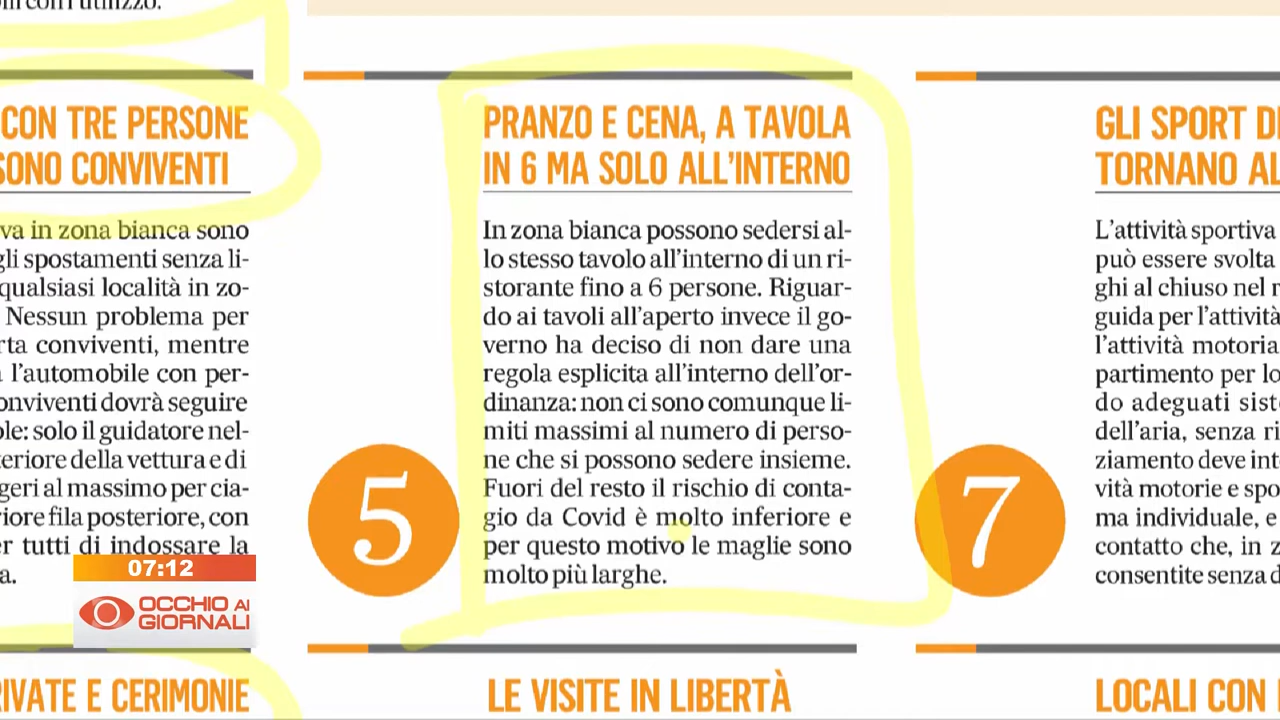 CON TRE PERSONE
SONO CONVIVENTI
va in zona bianca sono
gli spostamenti senza li-
qualsiasi località in zo-
Nessun problema per
rta conviventi, mentre
l'automobile con per-
onviventi dovrà seguire
ole: solo il guidatore nel-
teriore della vettura e di
geri al massimo per cia-
riore fila posteriore, con
er tutti di indossare la
a.
PRANZO E CENA, A TAVOLA
IN 6 MA SOLO ALL'INTERNO
In zona bianca possono sedersi al-
lo stesso tavolo all'interno di un ri-
storante fino a 6 persone. Riguar-
do ai tavoli all'aperto invece il go-
verno ha deciso di non dare una
regola esplicita all'interno dell'or-
dinanza: non ci sono comunque li-
miti massimi al numero di perso-
ne che si possono sedere insieme.
Fuori del resto il rischio di conta-
gio da Covid è molto inferiore e
per questo motivo le maglie sono
molto più larghe.
5
GLI SPORT D
TORNANO AL
L'attività sportiva
può essere svolta
ghi al chiuso nel r
guida per l'attività
l'attività motoria
partimento per lo
do adeguati sist
dell'aria, senza ri
ziamento deve int
vità motorie e spo
ma individuale, e
contatto che, in z
consentite senza d
7
07:12
OCCHIO AI
GIORNALI
RIVATE E CERIMONIE
LE VISITE IN LIBERTÀ
LOCALI CON